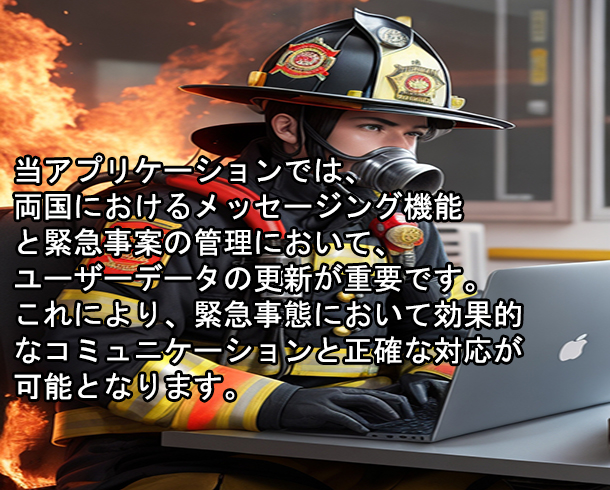 当アプリケーションでは、
両国におけるメッセージング機能
と緊急事案の管理において、
ユーザーデータの更新が重要です。
これにより、緊急事態において効果的
なコミュニケーションと正確な対応が
可能となります。